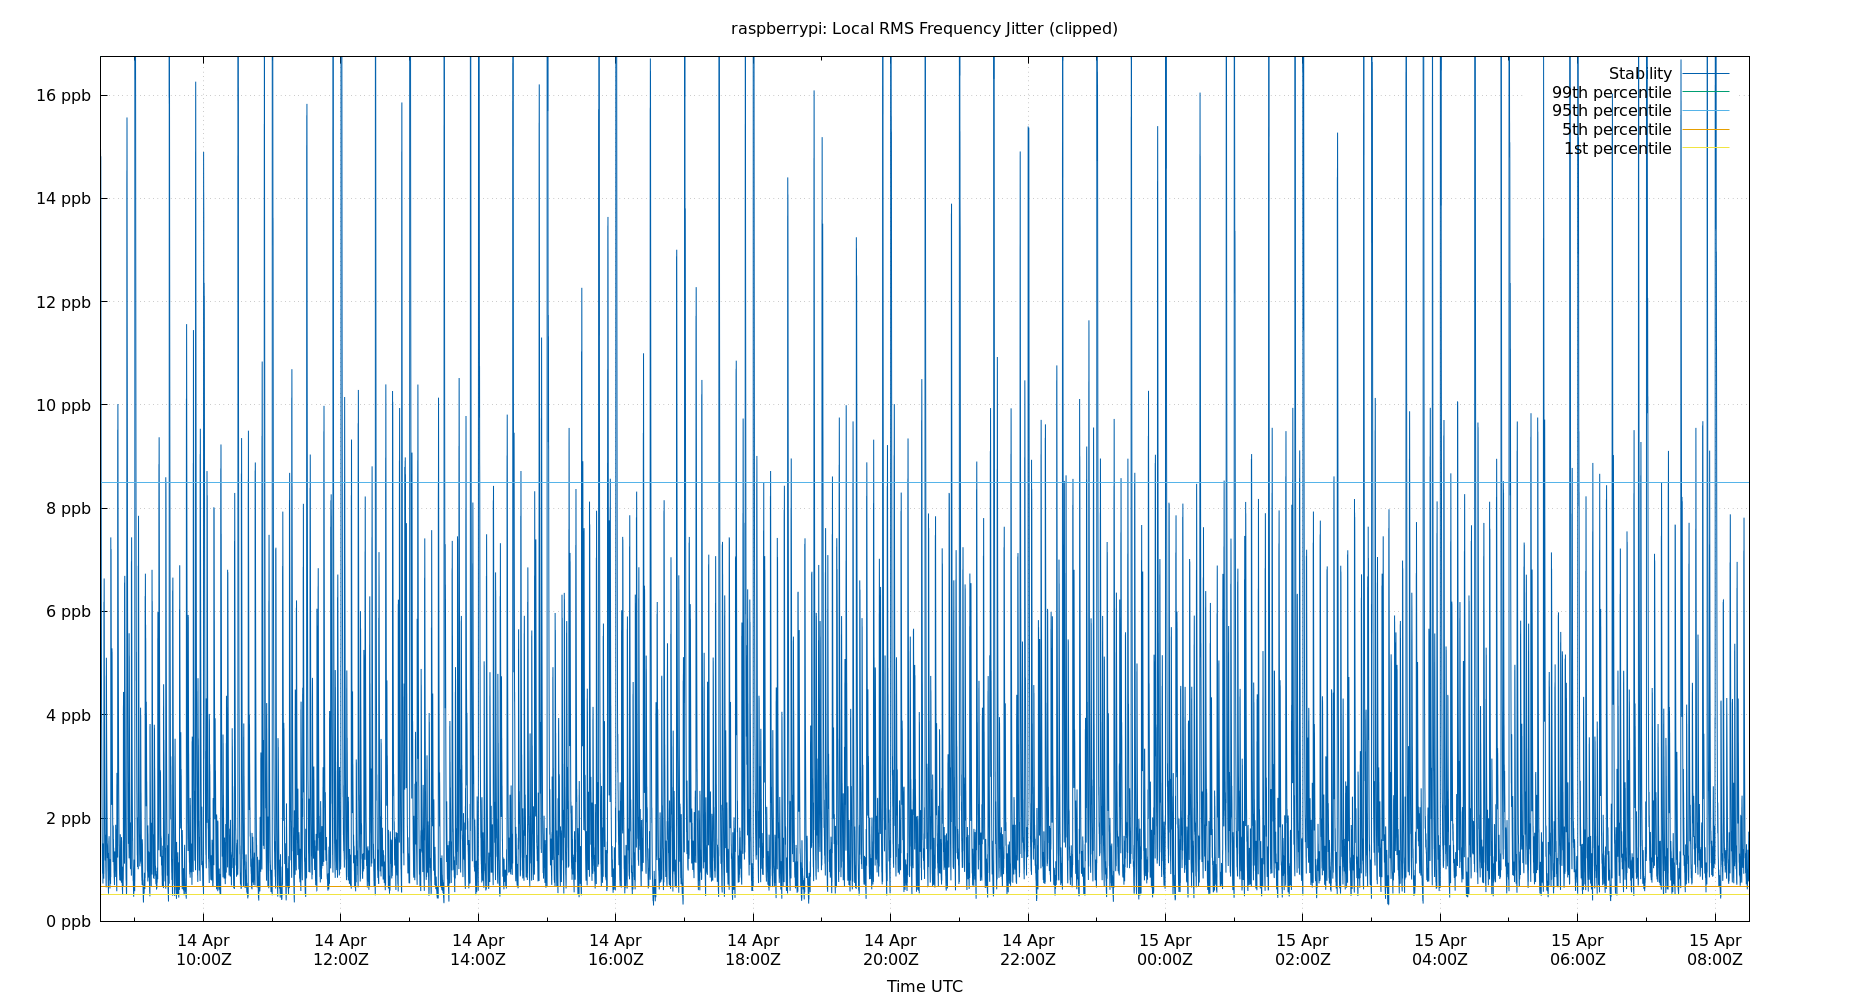 raspberrypi: Local RMS Frequency Jitter (clipped)
Stability
99th percentile
95th percentile
5th percentile
1st percentile
16 ppb
14 ppb
12 ppb
10 ppb
8 ppb
6 ppb
4 ppb
2 ppb
0 ppb
14 Apr 14 Apr 14 Apr 14 Apr 14 Apr 14 Apr 14 Apr 15 Apr 15 Apr 15 Apr 15 Apr 15 Apr
10:00Z 12:00Z 14:00Z 16:00Z 18:00Z 20:00Z 22:00Z 00:00Z 02:00Z 04:00Z 06:00Z 08:00Z
Time UTC